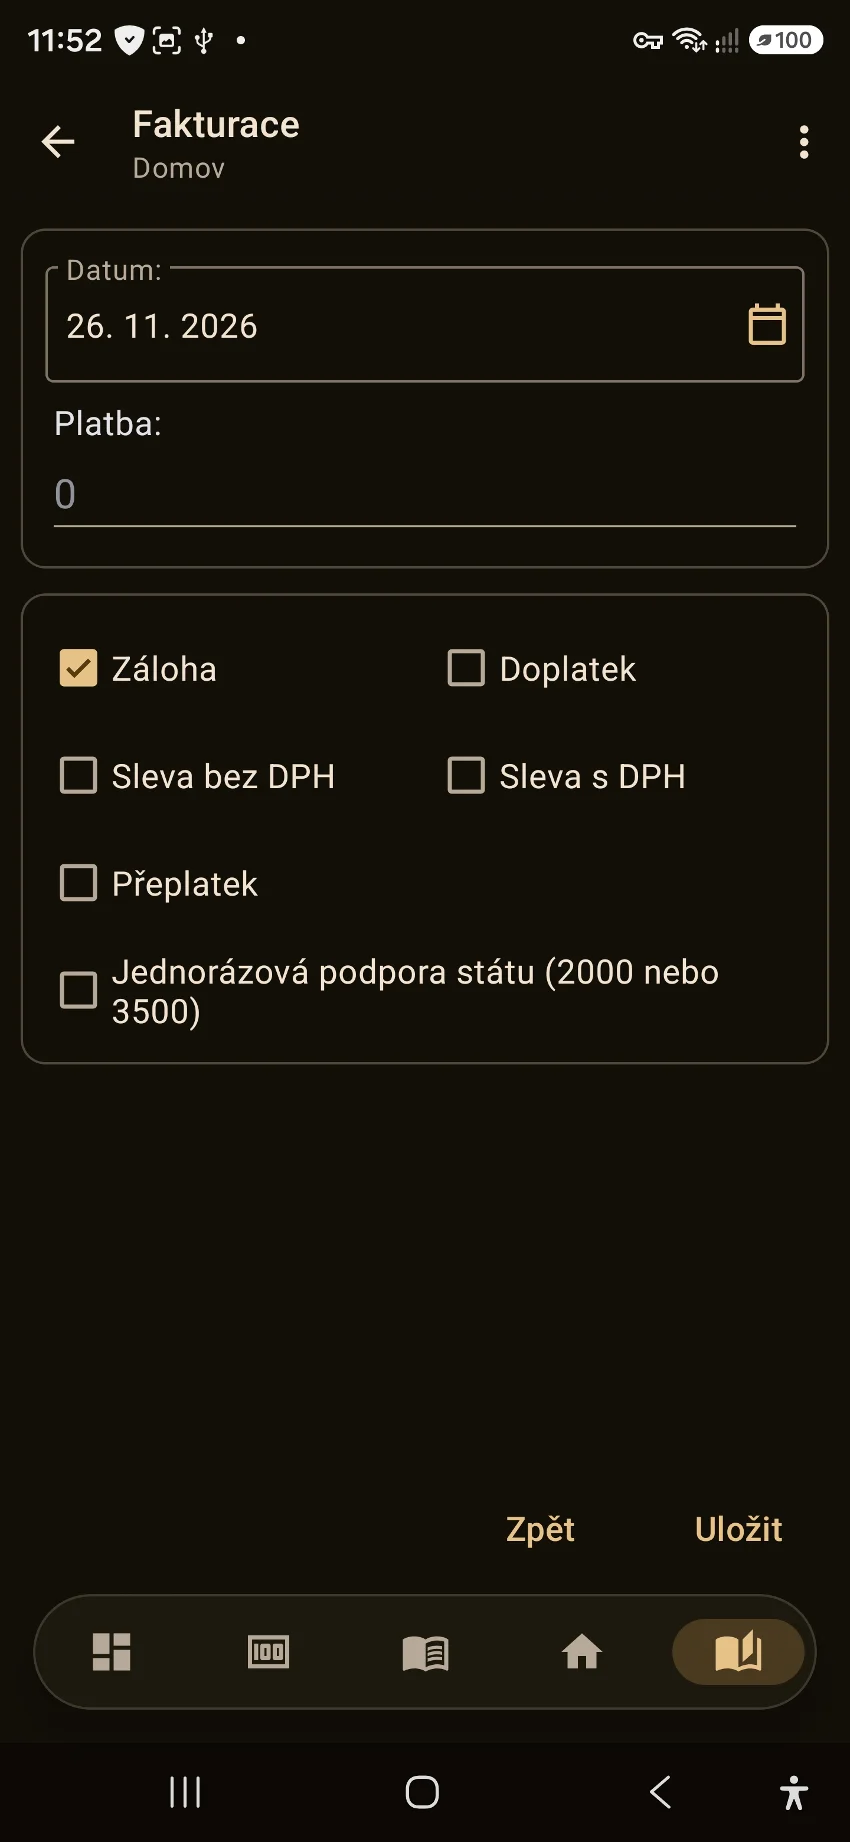 11:52
100
Fakturace
Domov
Datum:
26. 11. 2026
Platba:
0
Záloha
Doplatek
Sleva bez DPH
Sleva s DPH
Přeplatek
Jednorázová podpora státu (2000 nebo
3500)
Zpět
Uložit
100